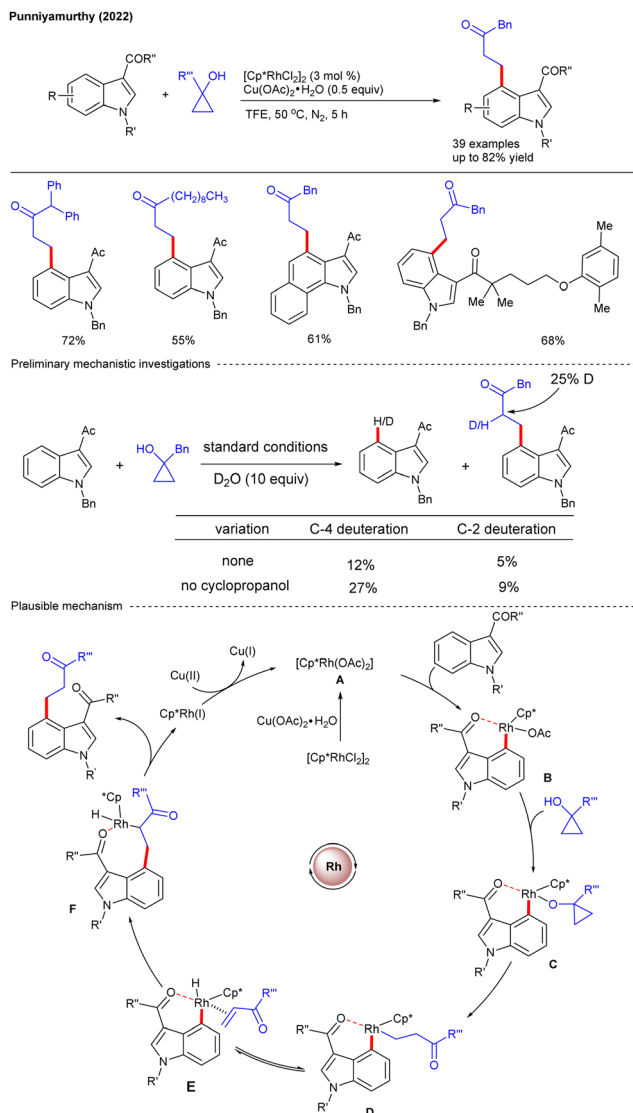 Punniyamurthy (2022)
Bn
O
COR"
R
N
R'
+
R''' OH
[Cp*RhCl2]2 (3 mol %)
Cu(OAc)2•H2O (0.5 equiv)
TFE, 50 °C, N2, 5 h
COR"
R
N
R'
39 examples
up to 82% yield
Ph
O Ph
Ac
N
Bn
72%
O (CH2)8CH3
Ac
N
Bn
55%
Bn
O
Ac
N
Bn
61%
O
Bn
O
N
Bn
Me Me
O
Me
Me
68%
Preliminary mechanistic investigations
25% D
Ac
N
Bn
+
HO Bn
standard conditions
D2O (10 equiv)
H/D Ac
N
Bn
+
O Bn
D/H
Ac
N
Bn
variation C-4 deuteration C-2 deuteration
none 12% 5%
no cyclopropanol 27% 9%
Plausible mechanism
O R'''
O R"
N
R'
Cu(II) Cu(I)
Cp*Rh(I)
[Cp*Rh(OAc)2]
A
Cu(OAc)2•H2O
[Cp*RhCl2]2
COR"
N
R'
R" O Rh Cp*
OAc
N
R'
B
HO R'''
R" O Rh Cp*
O R'''
N
R'
C
R" O Rh Cp*
R'''
O
N
R'
D
H
R" O Rh Cp*
R'''
O
N
R'
E
*Cp R'''
H Rh O
O
R"
N
R'
F
Rh